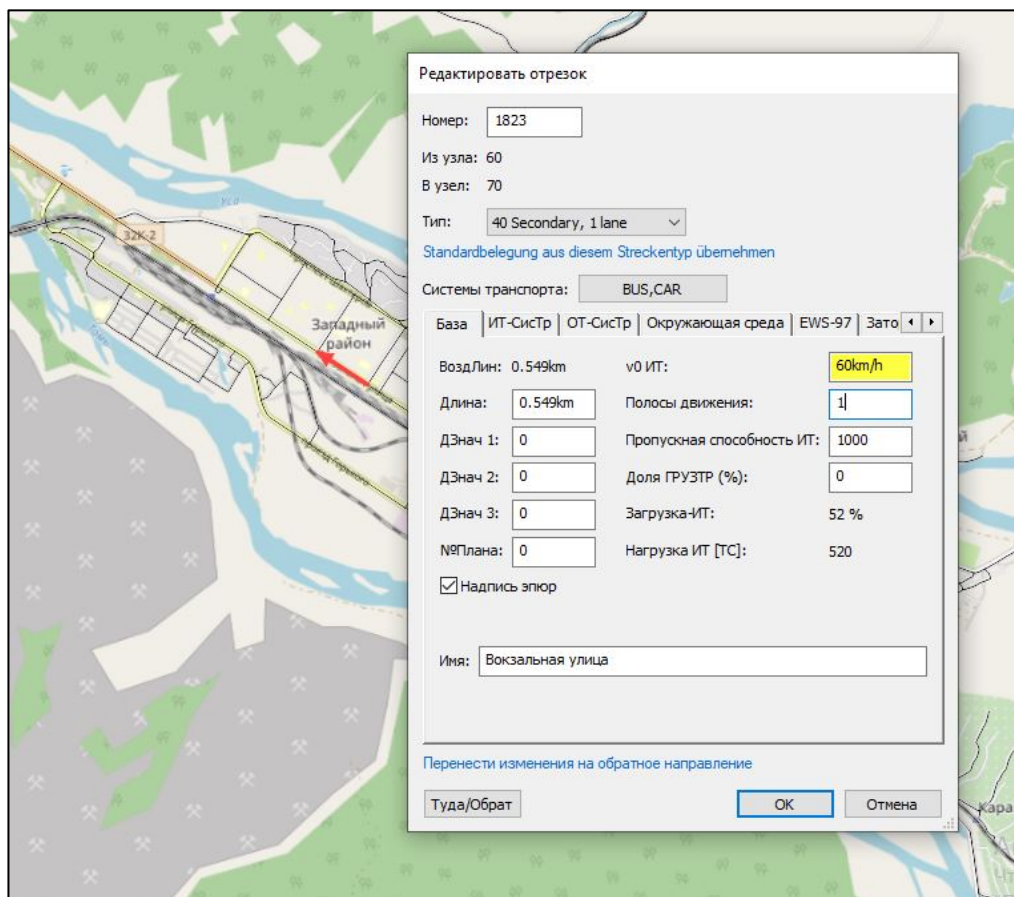 Редактировать отрезок
Номер: 1823
Из узла: 60
В узел: 70
Тип: 40 Secondary, 1 lane
Standardbelegung aus diesem Streckentyp übernehmen
Системы транспорта: BUS,CAR
База ИТ-СисТр ОТ-СисТр Окружающая среда EWS-97 Зато
ВоздЛин: 0.549km v0 ИТ: 60km/h
Длина: 0.549km Полосы движения: 1
ДЗнач 1: 0 Пропускная способность ИТ: 1000
ДЗнач 2: 0 Доля ГРУЗТР (%): 0
ДЗнач 3: 0 Загрузка-ИТ: 52 %
№Плана: 0 Нагрузка ИТ [ТС]: 520
Надпись эпюр
Имя: Вокзальная улица
Перенести изменения на обратное направление
Туда/Обрат OK Отмена
32К-2
Западный
район
Уса
Томь